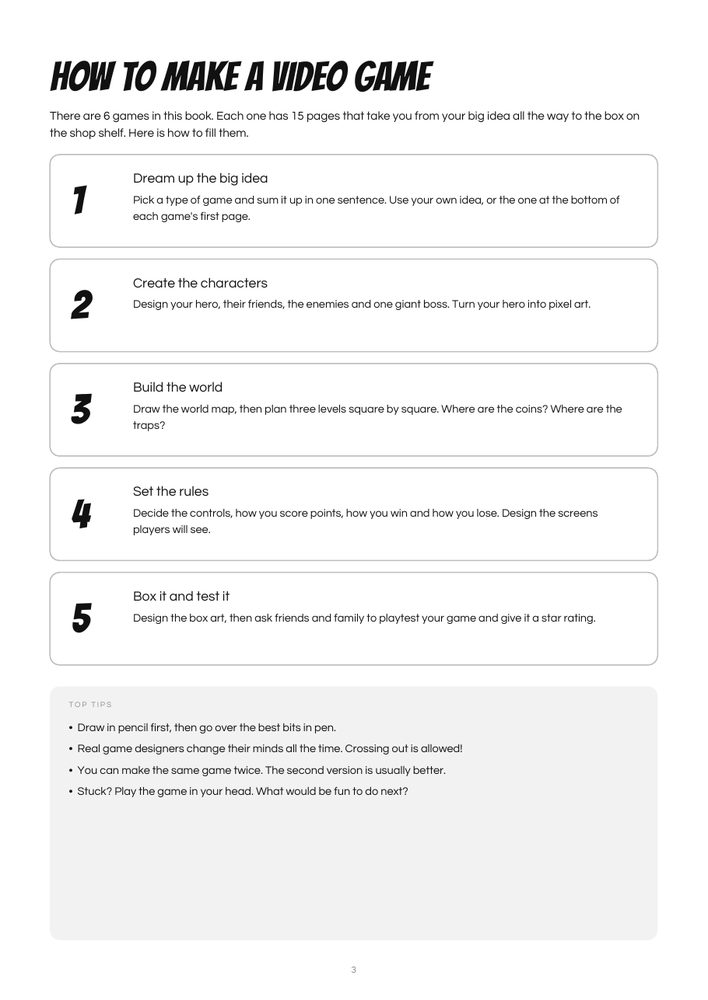 HOW TO MAKE A VIDEO GAME
There are 6 games in this book. Each one has 15 pages that take you from your big idea all the way to the box on
the shop shelf. Here is how to fill them.
1
Dream up the big idea
Pick a type of game and sum it up in one sentence. Use your own idea, or the one at the bottom of
each game's first page.
2
Create the characters
Design your hero, their friends, the enemies and one giant boss. Turn your hero into pixel art.
3
Build the world
Draw the world map, then plan three levels square by square. Where are the coins? Where are the
traps?
4
Set the rules
Decide the controls, how you score points, how you win and how you lose. Design the screens
players will see.
5
Box it and test it
Design the box art, then ask friends and family to playtest your game and give it a star rating.
TOP TIPS
• Draw in pencil first, then go over the best bits in pen.
• Real game designers change their minds all the time. Crossing out is allowed!
• You can make the same game twice. The second version is usually better.
• Stuck? Play the game in your head. What would be fun to do next?
3